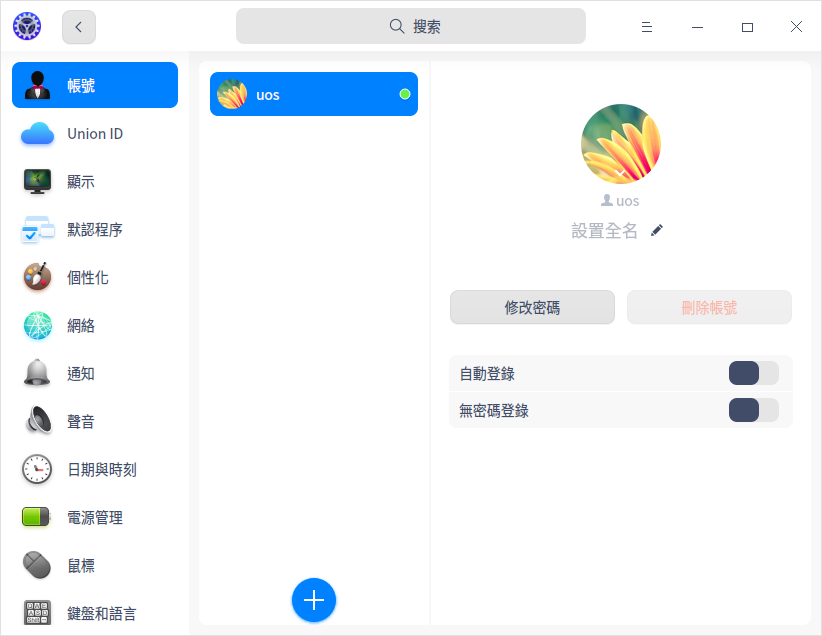 搜索
帳號
Union ID
顯示
默認程序
個性化
網絡
通知
聲音
日期與時刻
電源管理
鼠標
鍵盤和語言
uos
uos
設置全名
修改密碼
刪除帳號
自動登錄
無密碼登錄